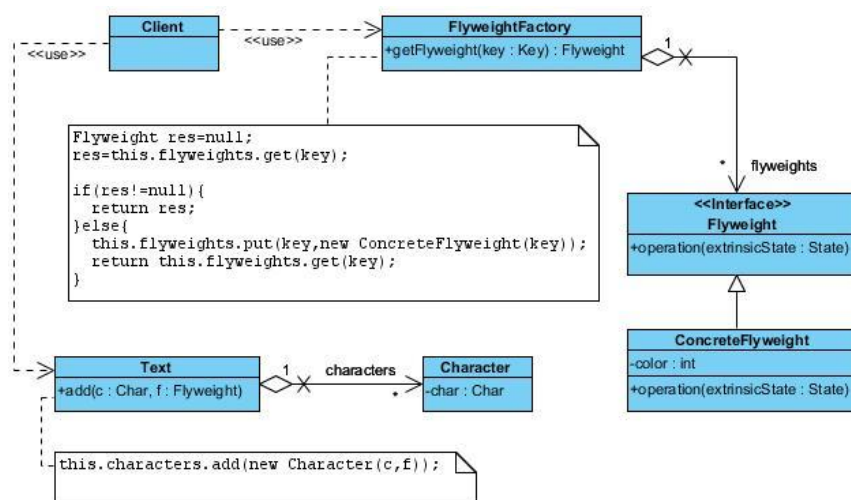 Client
<<use>>
FlyweightFactory
+getFlyweight(key : Key) : Flyweight
1
<<use>>
Flyweight res=null;
res=this.flyweights.get(key);
if(res!=null){
return res;
}else{
this.flyweights.put(key,new ConcreteFlyweight(key));
return this.flyweights.get(key);
}
* flyweights
<<Interface>>
Flyweight
+operation(extrinsicState : State)
ConcreteFlyweight
-color : int
+operation(extrinsicState : State)
Text
+add(c : Char, f : Flyweight)
1
characters
*
Character
-char : Char
this.characters.add(new Character(c,f));